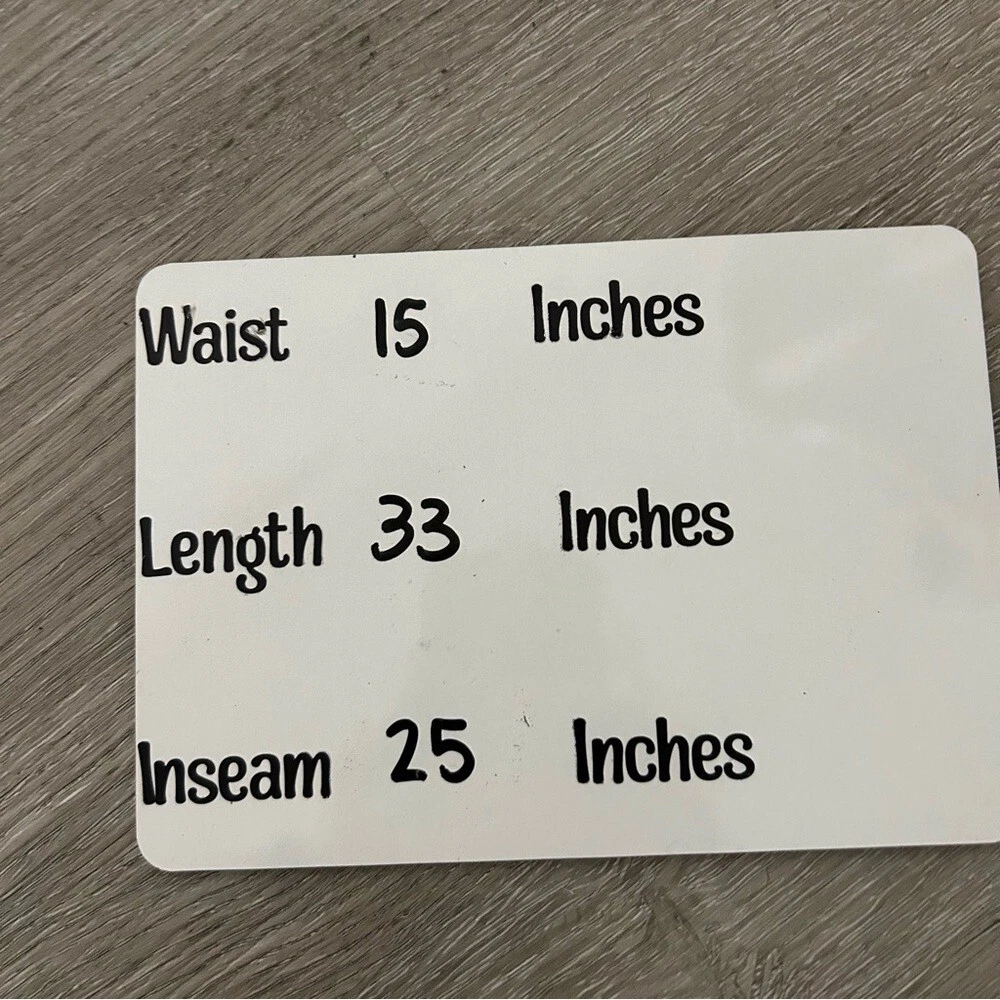 Waist 15 Inches
Length 33 Inches
Inseam 25 Inches